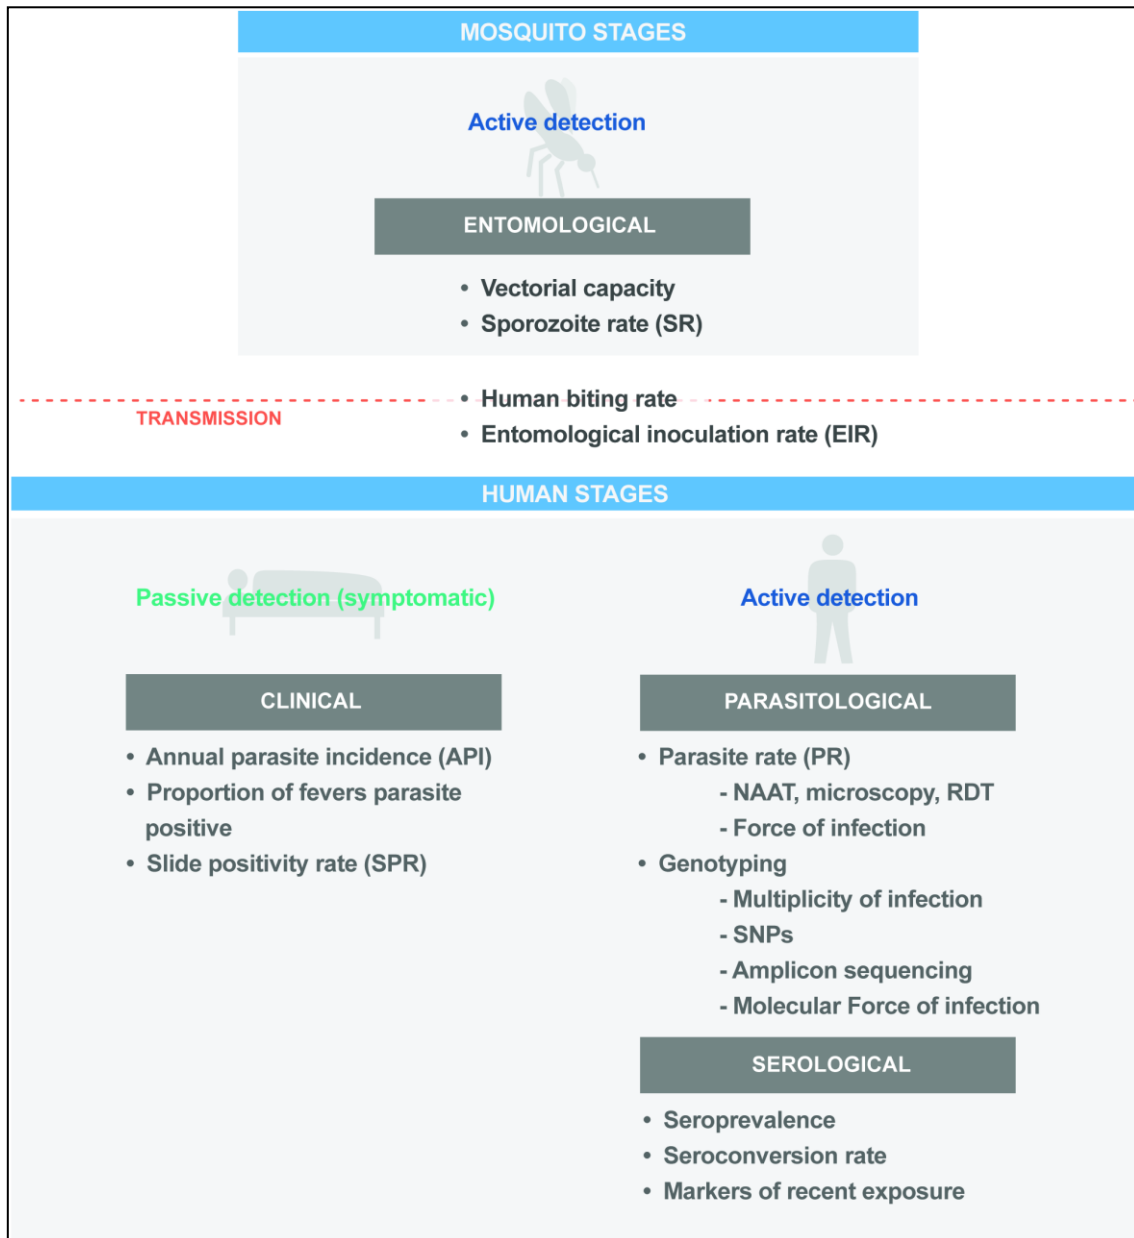 MOSQUITO STAGES
Active detection
ENTOMOLOGICAL
• Vectorial capacity
• Sporozoite rate (SR)
• Human biting rate
TRANSMISSION
• Entomological inoculation rate (EIR)
HUMAN STAGES
Passive detection (symptomatic)
CLINICAL
• Annual parasite incidence (API)
• Proportion of fevers parasite
positive
• Slide positivity rate (SPR)
Active detection
PARASITOLOGICAL
• Parasite rate (PR)
- NAAT, microscopy, RDT
- Force of infection
• Genotyping
- Multiplicity of infection
- SNPs
- Amplicon sequencing
- Molecular Force of infection
SEROLOGICAL
• Seroprevalence
• Seroconversion rate
• Markers of recent exposure